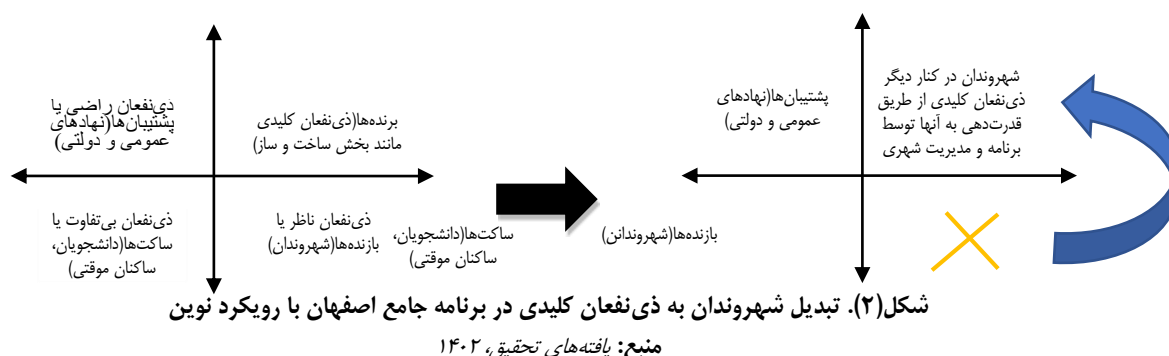 ذی‌نفعان راضی یا
پشتیبان‌ها(نهادهای
عمومی و دولتی)
برنده‌ها(ذی‌نفعان کلیدی
مانند بخش ساخت و ساز)
ذی‌نفعان بی‌تفاوت یا
ساکت‌ها(دانشجویان،
ساکنان موقتی)
ذی‌نفعان ناظر یا
بازنده‌ها(شهروندان)
پشتیبان‌ها(نهادهای
عمومی و دولتی)
شهروندان در کنار دیگر
ذی‌نفعان کلیدی از طریق
قدرت‌دهی به آنها توسط
برنامه و مدیریت شهری
ساکت‌ها(دانشجویان،
ساکنان موقتی)
بازنده‌ها(شهروندانن)
شکل(۲). تبدیل شهروندان به ذی‌نفعان کلیدی در برنامه جامع اصفهان با رویکرد نوین
منبع: یافته‌های تحقیق، ۱۴۰۲